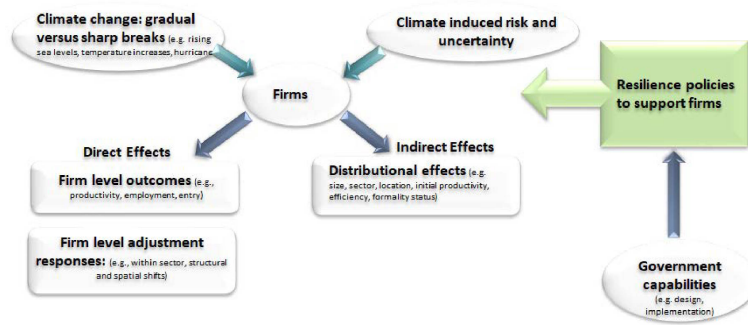 Climate change: gradual
versus sharp breaks (e.g. rising
sea levels, temperature increases, hurricane
Climate induced risk and
uncertainty
Firms
Resilience policies
to support firms
Direct Effects
Indirect Effects
Firm level outcomes (e.g.,
productivity, employment, entry)
Distributional effects (e.g.
size, sector, location, initial productivity,
efficiency, formality status)
Firm level adjustment
responses: (e.g., within sector, structural
and spatial shifts)
Government
capabilities
(e.g. design,
implementation)